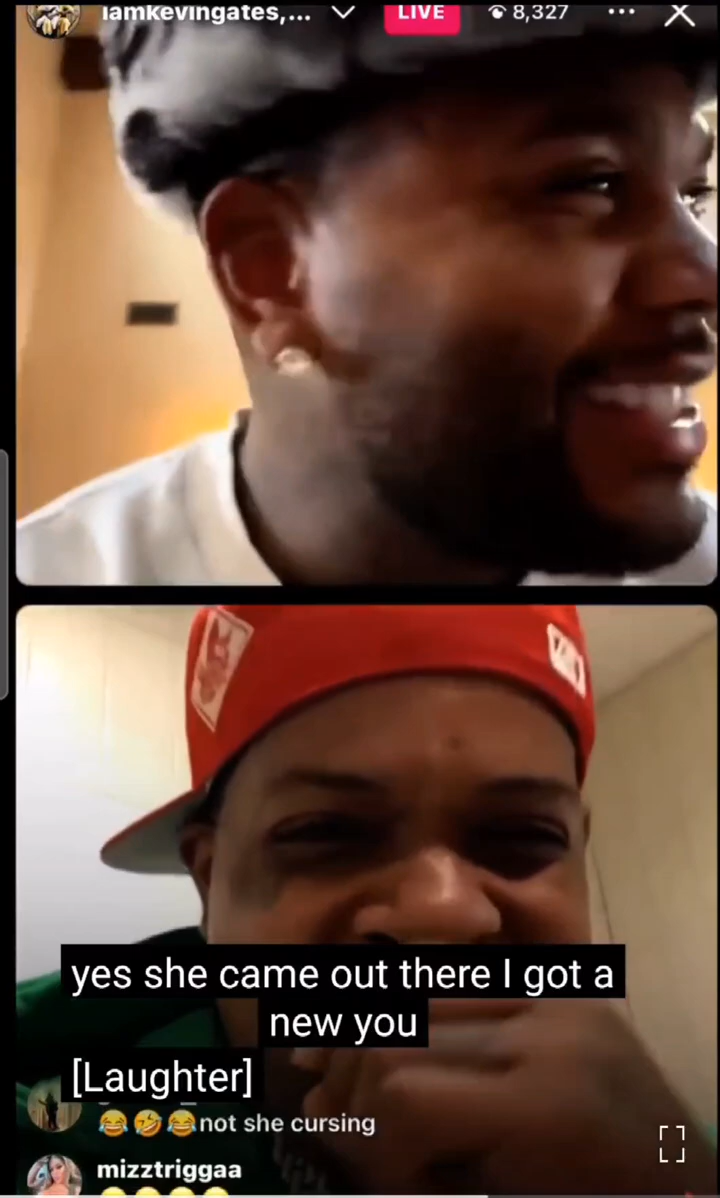 iamkevingates,... LIVE 8,327 ...
yes she came out there I got a
new you
[Laughter]
😂🤣😂not she cursing
mizztriggaa